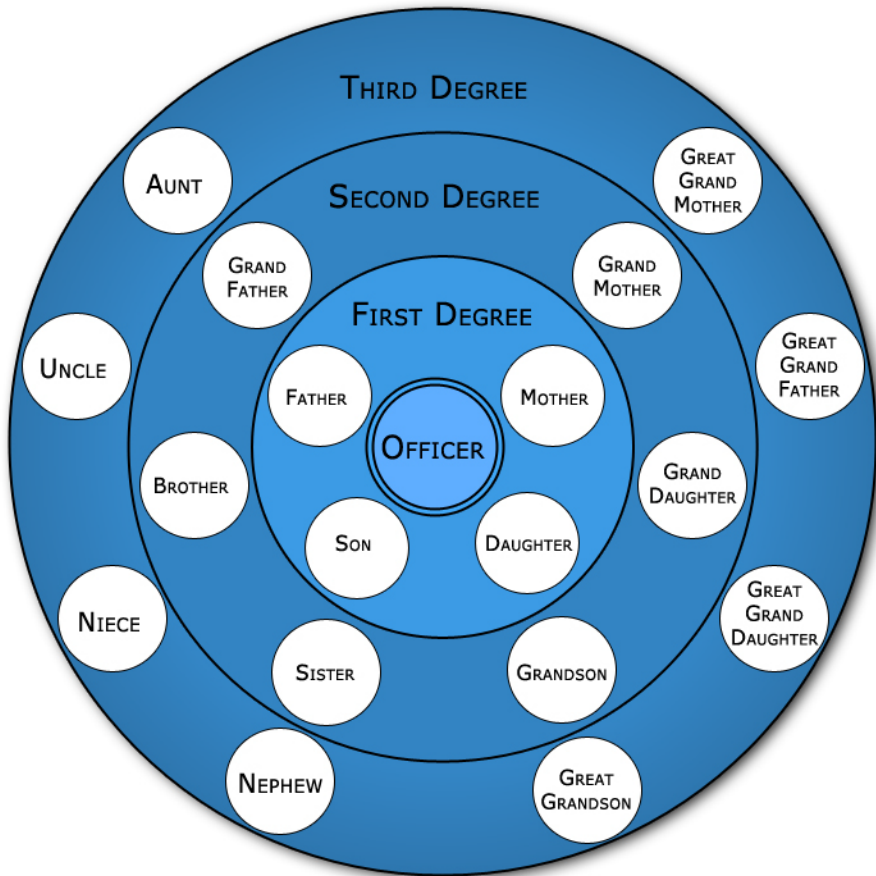 Third Degree
Aunt
Great
Grand
Mother
Second Degree
Grand
Father
Grand
Mother
First Degree
Uncle
Great
Grand
Father
Father
Mother
Officer
Brother
Grand
Daughter
Son
Daughter
Niece
Great
Grand
Daughter
Sister
Grandson
Nephew
Great
Grandson